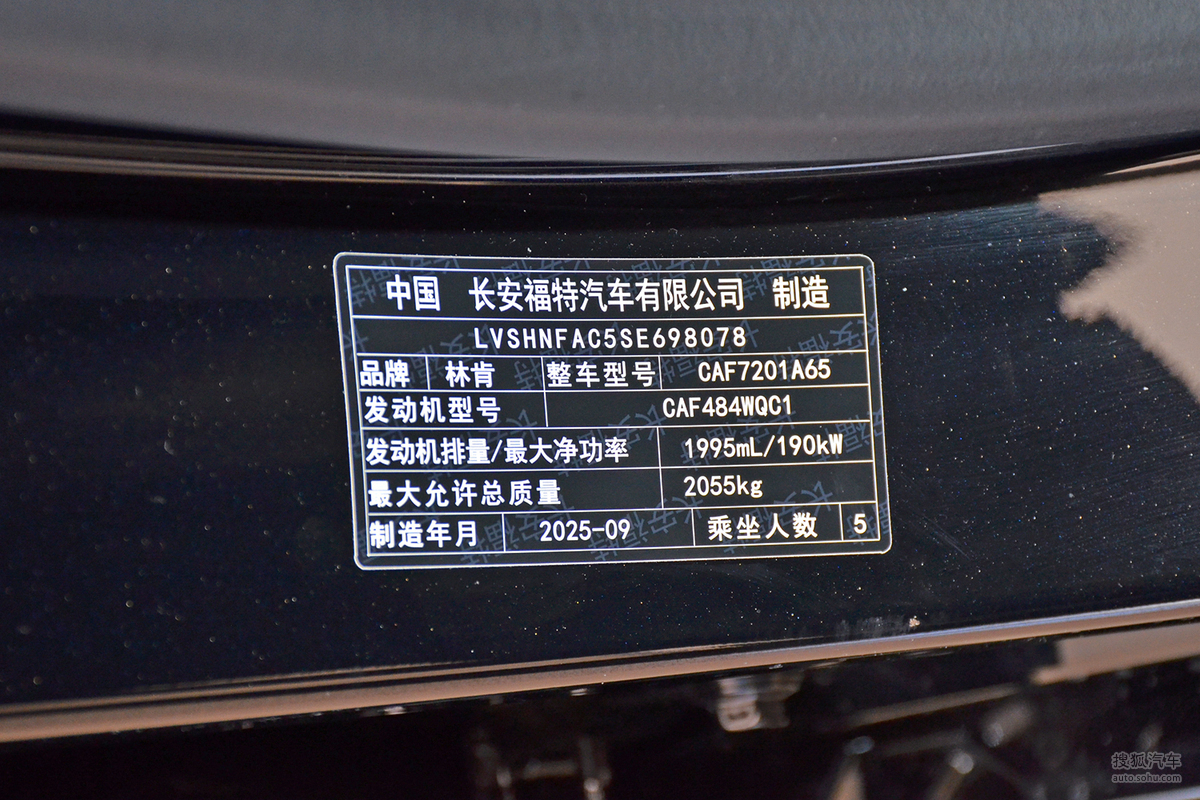 中国 长安福特汽车有限公司 制造
LVSHNFAC5SE698078
品牌 林肯 整车型号 CAF7201A65
发动机型号 CAF484WQC1
发动机排量/最大净功率 1995mL/190kW
最大允许总质量 2055kg
制造年月 2025-09 乘坐人数 5
搜狐汽车
auto.sohu.com